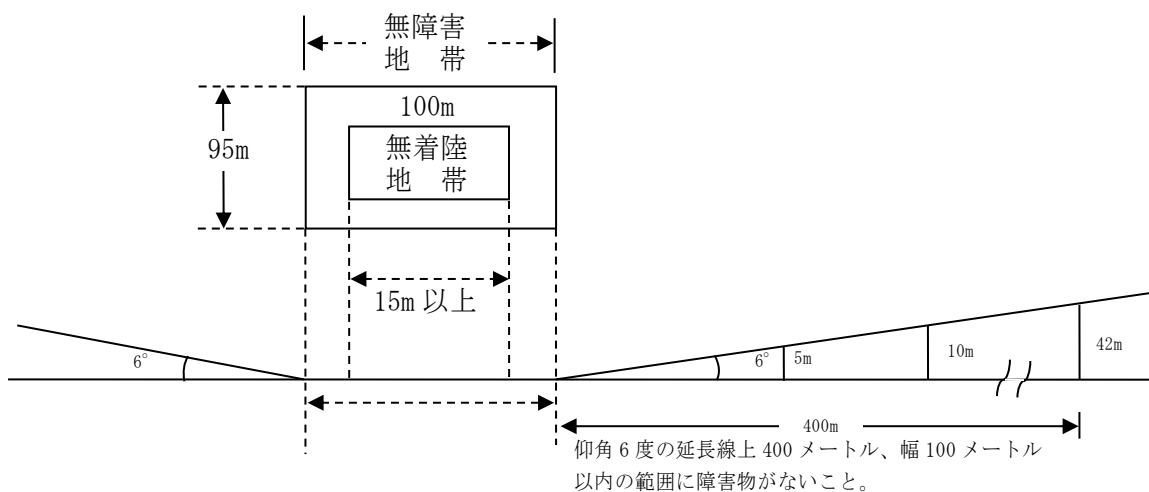 無障害
地　帯
100m
95m
無着陸
地　帯
15m 以上
6°
6°
5m
10m
42m
400m
仰角 6 度の延長線上 400 メートル、幅 100 メートル
以内の範囲に障害物がないこと。